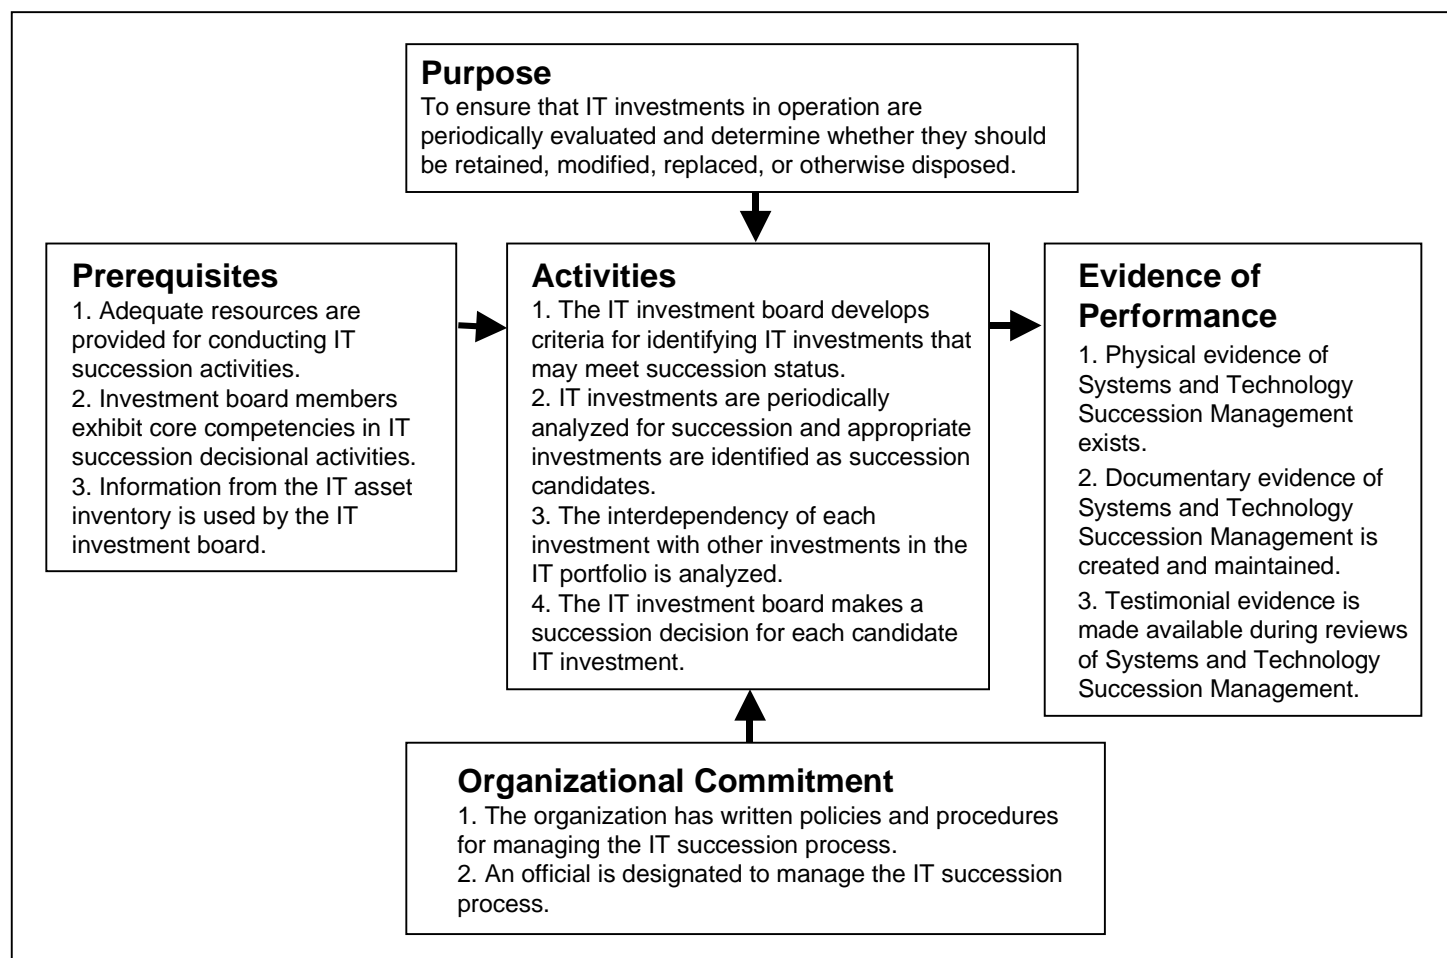 Purpose
To ensure that IT investments in operation are
periodically evaluated and determine whether they should
be retained, modified, replaced, or otherwise disposed.
Prerequisites
1. Adequate resources are
provided for conducting IT
succession activities.
2. Investment board members
exhibit core competencies in IT
succession decisional activities.
3. Information from the IT asset
inventory is used by the IT
investment board.
Activities
1. The IT investment board develops
criteria for identifying IT investments that
may meet succession status.
2. IT investments are periodically
analyzed for succession and appropriate
investments are identified as succession
candidates.
3. The interdependency of each
investment with other investments in the
IT portfolio is analyzed.
4. The IT investment board makes a
succession decision for each candidate
IT investment.
Evidence of
Performance
1. Physical evidence of
Systems and Technology
Succession Management
exists.
2. Documentary evidence of
Systems and Technology
Succession Management is
created and maintained.
3. Testimonial evidence is
made available during reviews
of Systems and Technology
Succession Management.
Organizational Commitment
1. The organization has written policies and procedures
for managing the IT succession process.
2. An official is designated to manage the IT succession
process.